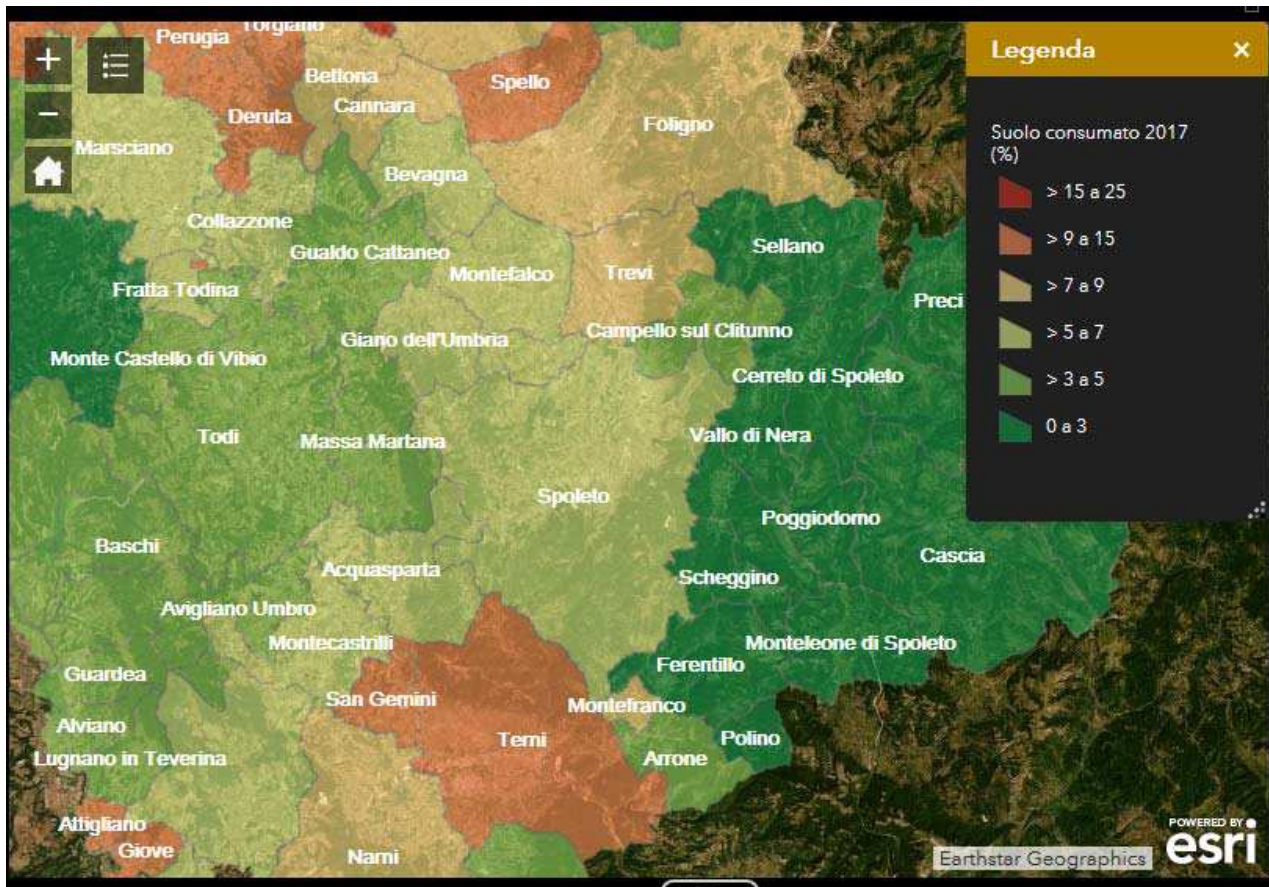 Perugia
Torgiano
Bettona
Spello
Cannara
Deruta
Foligno
Marsciano
Bevagna
Collazzone
Gualdo Cattaneo
Sellano
Montefalco
Trevi
Fratta Todina
Preci
Campello sul Clitunno
Giano dell'Umbria
Monte Castello di Vibio
Cerreto di Spoleto
Todi
Massa Martana
Vallo di Nera
Spoleto
Poggiodomo
Baschi
Cascia
Acquasparta
Scheggino
Avigliano Umbro
Montecastrilli
Monteleone di Spoleto
Ferentillo
Guardea
San Gemini
Montefranco
Alviano
Terni
Polino
Lugnano in Teverina
Arrone
Attigliano
Giove
Narni
Legenda ×
Suolo consumato 2017
(%)
> 15 a 25
> 9 a 15
> 7 a 9
> 5 a 7
> 3 a 5
0 a 3
POWERED BY
esri
Earthstar Geographics